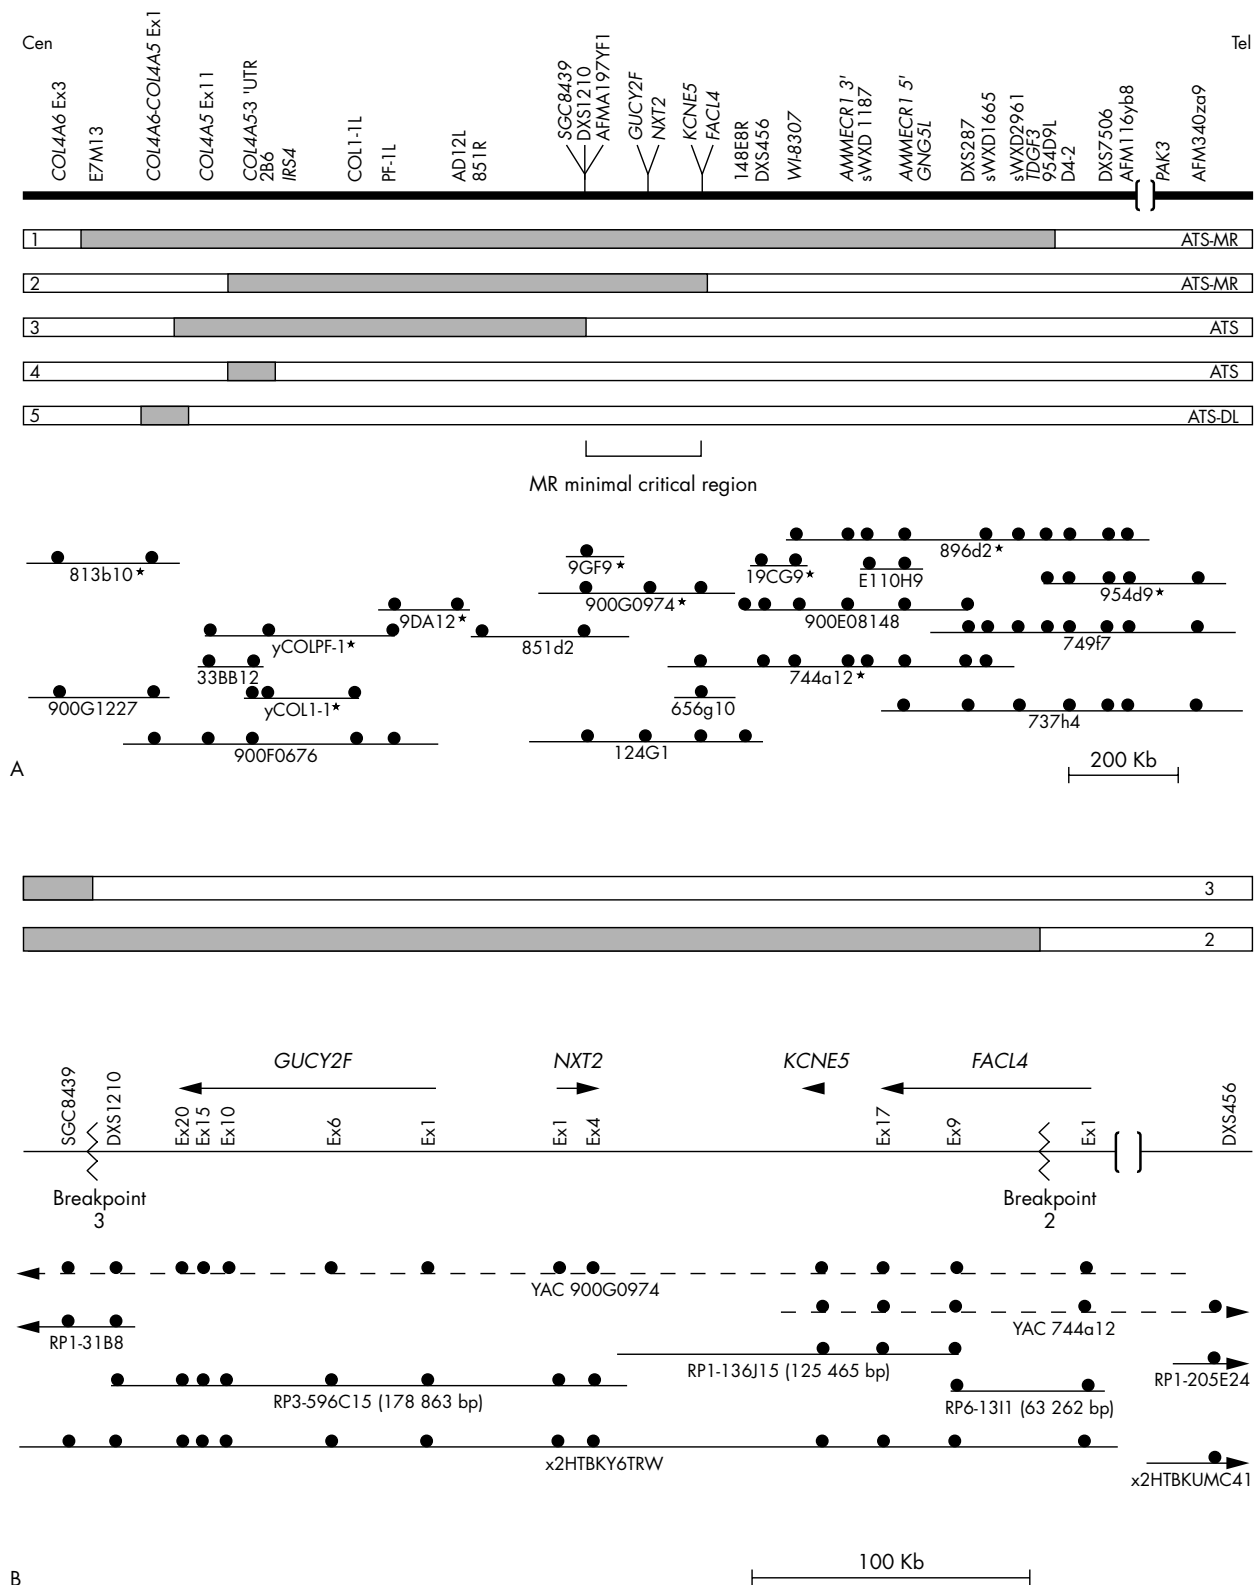 Cen
Tel
COL4A6 Ex3
E7M13
COL4A6-COL4A5 Ex1
COL4A5 Ex11
COL4A5-3 'UTR
2B6
IRS4
COL1-1L
PF-1L
AD12L
851R
SGC8439
DXS1210
AFMA197YF1
GUCY2F
NXT2
KCNE5
FACL4
148E8R
DXS456
WI-8307
AMMECR1 3'
sWXD 1187
AMMECR1 5'
GNG5L
DXS287
sWXD1665
sWXD2961
TDGF3
954D9L
D4-2
DXS7506
AFM116yb8
PAK3
AFM340za9
1 ATS-MR
2 ATS-MR
3 ATS
4 ATS
5 ATS-DL
MR minimal critical region
813b10★
9GF9★
896d2★
19CG9★
E110H9
900G0974★
954d9★
9DA12★
900E08148
yCOLPF-1★
851d2
749f7
33BB12
744a12★
900G1227
yCOL1-1★
656g10
737h4
900F0676
124G1
A
200 Kb
3
2
GUCY2F
NXT2
KCNE5
FACL4
SGC8439
DXS1210
Ex20
Ex15
Ex10
Ex6
Ex1
Ex1
Ex4
Ex17
Ex9
Ex1
DXS456
Breakpoint
3
Breakpoint
2
YAC 900G0974
YAC 744a12
RP1-31B8
RP1-136J15 (125 465 bp)
RP1-205E24
RP3-596C15 (178 863 bp)
RP6-13I1 (63 262 bp)
x2HTBKY6TRW
x2HTBKUMC41
B
100 Kb